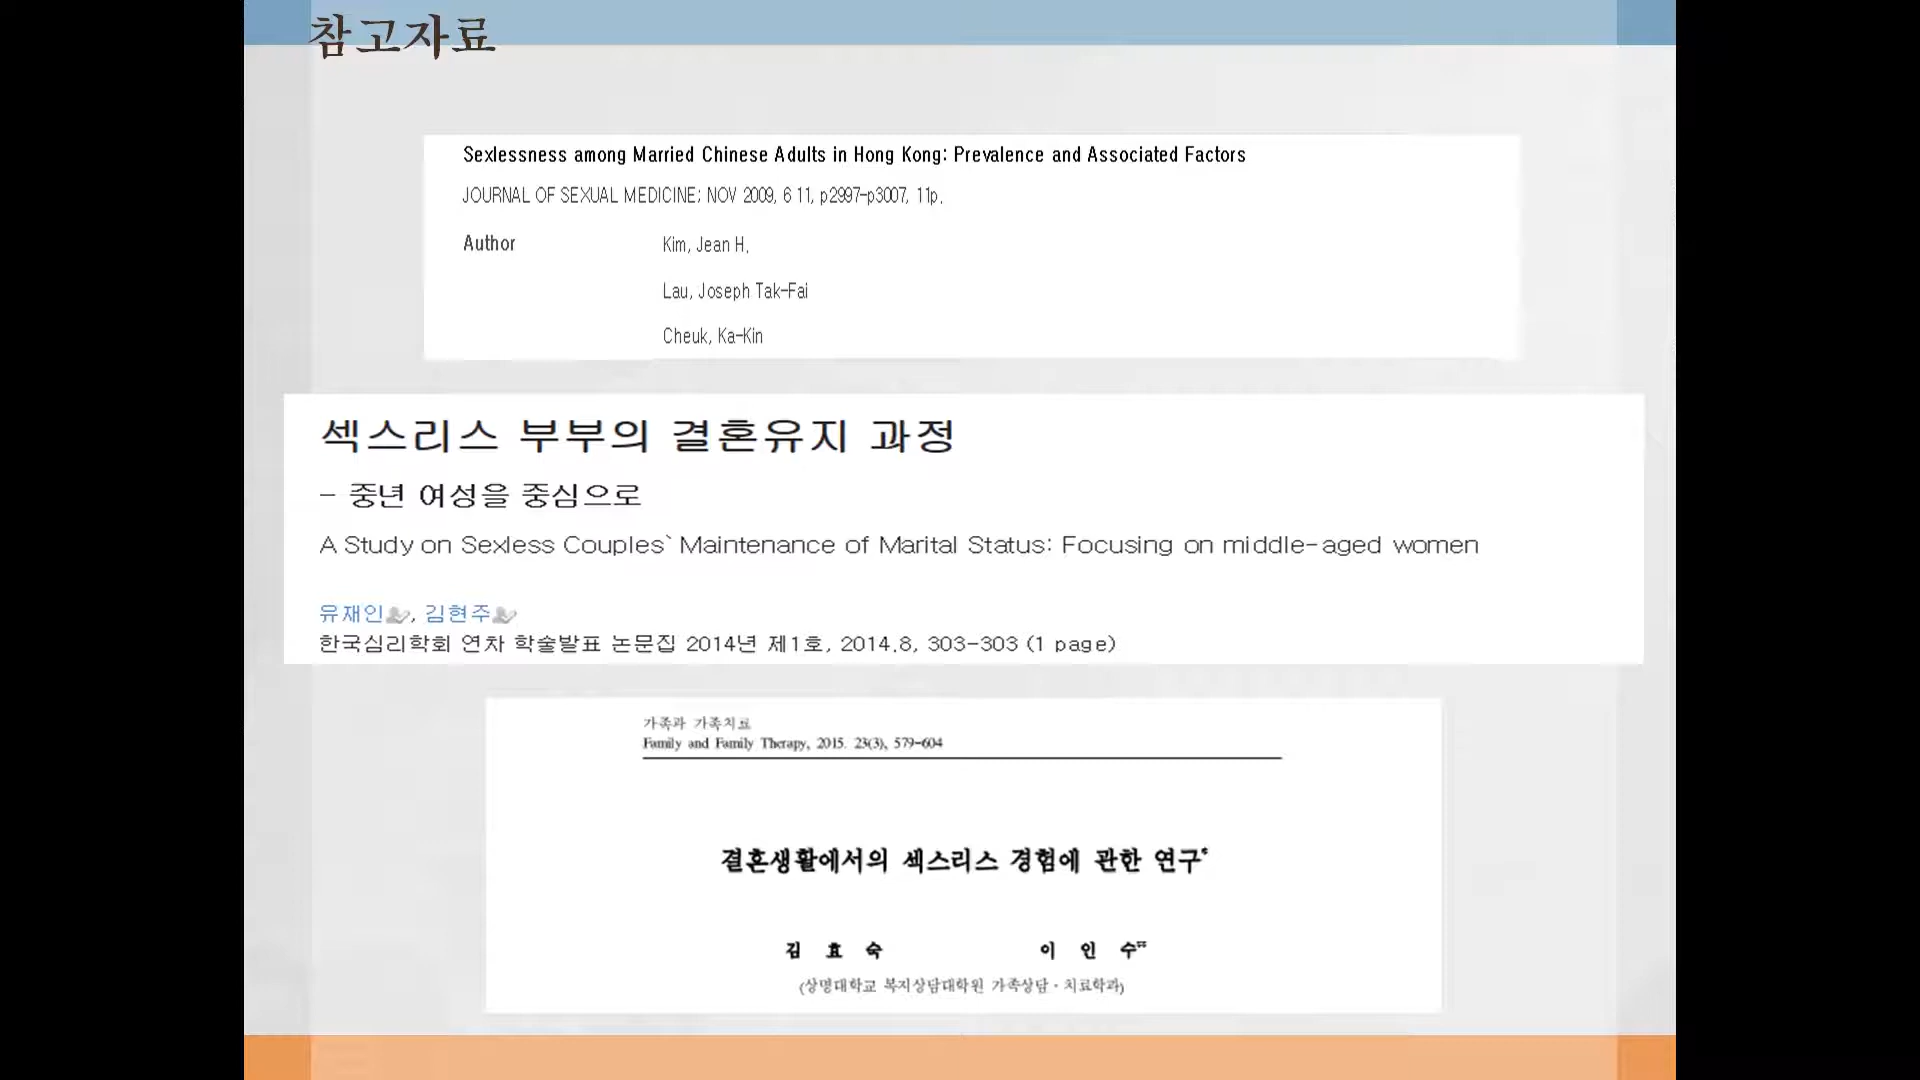 참고자료
Sexlessness among Married Chinese Adults in Hong Kong: Prevalence and Associated Factors
JOURNAL OF SEXUAL MEDICINE; NOV 2009, 6 11, p2997-p3007, 11p.
Author Kim, Jean H.
Lau, Joseph Tak-Fai
Cheuk, Ka-Kin
섹스리스 부부의 결혼유지 과정
- 중년 여성을 중심으로
A Study on Sexless Couples` Maintenance of Marital Status: Focusing on middle-aged women
유재인, 김현주
한국심리학회 연차 학술발표 논문집 2014년 제1호, 2014.8, 303-303 (1 page)
가족과 가족치료
Family and Family Therapy, 2015. 23(3), 579-604
결혼생활에서의 섹스리스 경험에 관한 연구*
김 효 숙 이 인 수**
(상명대학교 복지상담대학원 가족상담·치료학과)